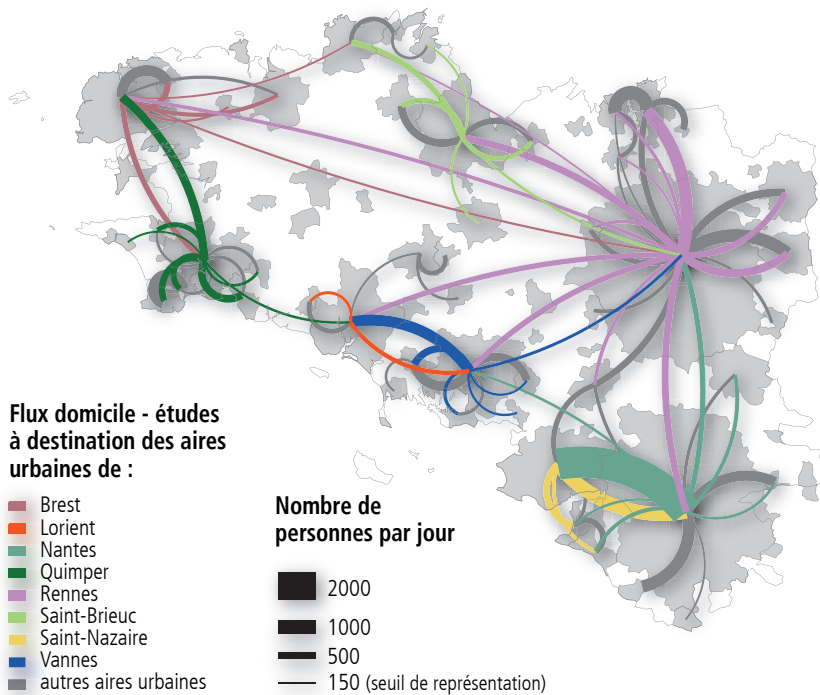 Flux domicile - études
à destination des aires
urbaines de :
Brest
Lorient
Nantes
Quimper
Rennes
Saint-Brieuc
Saint-Nazaire
Vannes
autres aires urbaines
Nombre de
personnes par jour
2000
1000
500
150 (seuil de représentation)